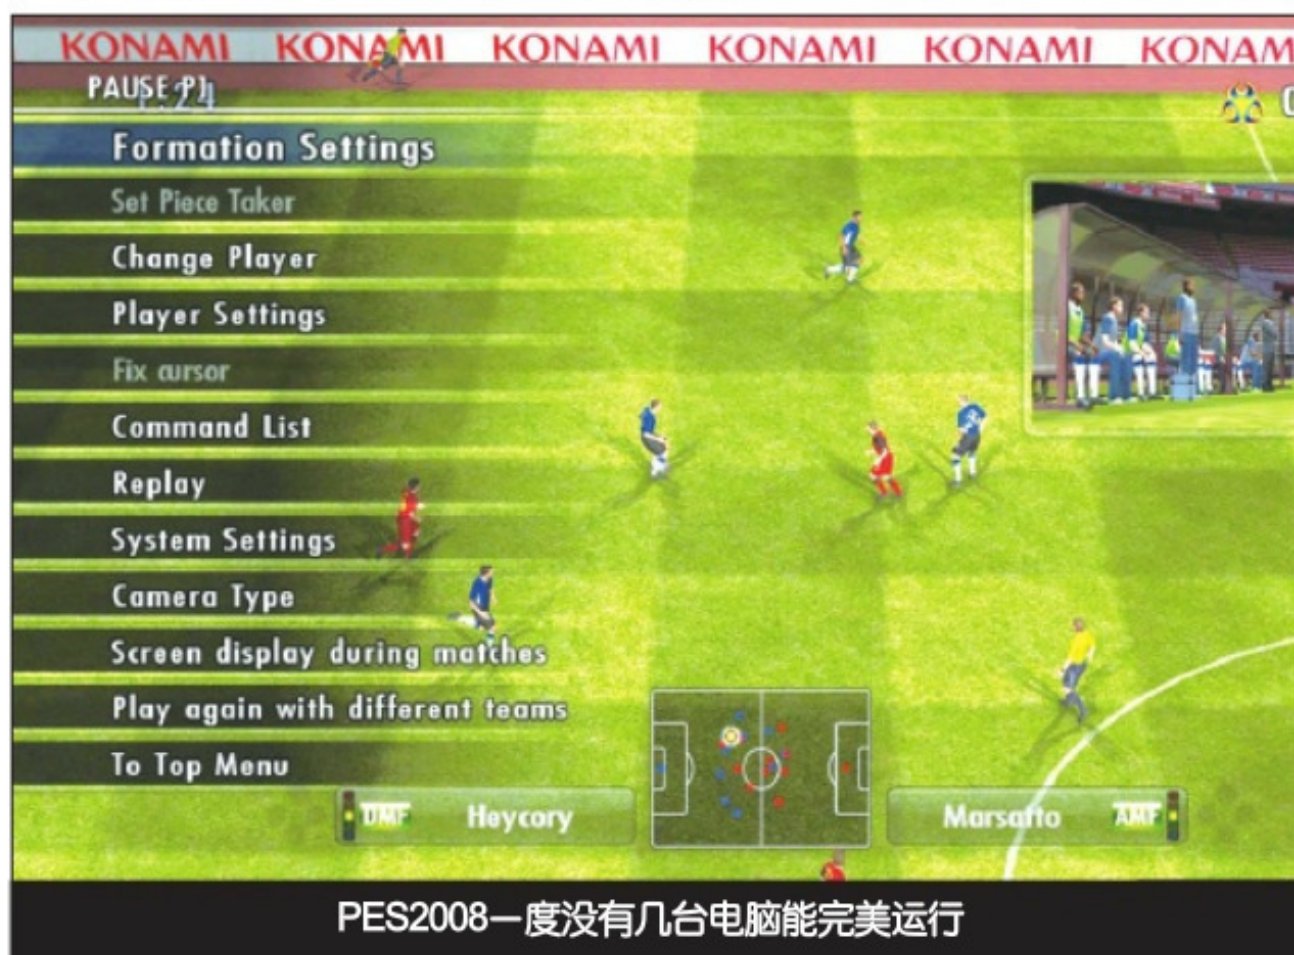 KONAMI KONAMI KONAMI KONAMI KONAMI KONAM
PAUSE P1
Formation Settings
Set Piece Taker
Change Player
Player Settings
Fix cursor
Command List
Replay
System Settings
Camera Type
Screen display during matches
Play again with different teams
To Top Menu
DMF Heycory
Marsatto AMF
PES2008一度没有几台电脑能完美运行